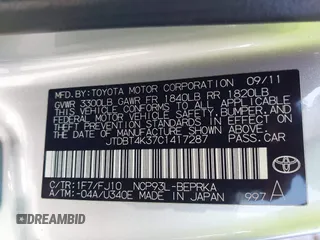 MFD.BY:TOYOTA MOTOR CORPORATION 09/11
GVWR 3300LB GAWR FR 1840LB RR 1820LB
THIS VEHICLE CONFORMS TO ALL APPLICABLE
FEDERAL MOTOR VEHICLE SAFETY, BUMPER, AND
THEFT PREVENTION STANDARDS IN EFFECT ON
THE DATE OF MANUFACTURE SHOWN ABOVE.
JTDBT4K37C1417287 PASS.CAR
C/TR:1F7/FJ10 NCP93L-BEPRKA
A/TM:-04A/U340E MADE IN JAPAN 997 A
TOYOTA
DREAMBID